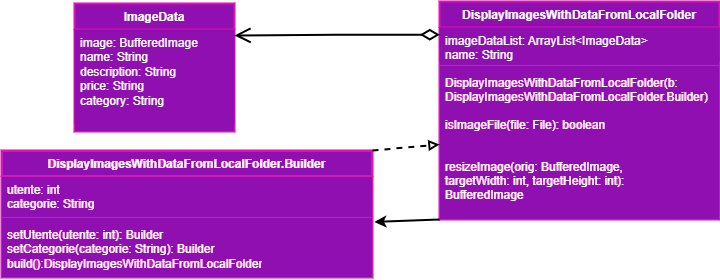 ImageData
image: BufferedImage
name: String
description: String
price: String
category: String
DisplayImagesWithDataFromLocalFolder
imageDataList: ArrayList<ImageData>
name: String
DisplayImagesWithDataFromLocalFolder(b:
DisplayImagesWithDataFromLocalFolder.Builder)
isImageFile(file: File): boolean
resizeImage(orig: BufferedImage,
targetWidth: int, targetHeight: int):
BufferedImage
DisplayImagesWithDataFromLocalFolder.Builder
utente: int
categorie: String
setUtente(utente: int): Builder
setCategorie(categorie: String): Builder
build():DisplayImagesWithDataFromLocalFolder